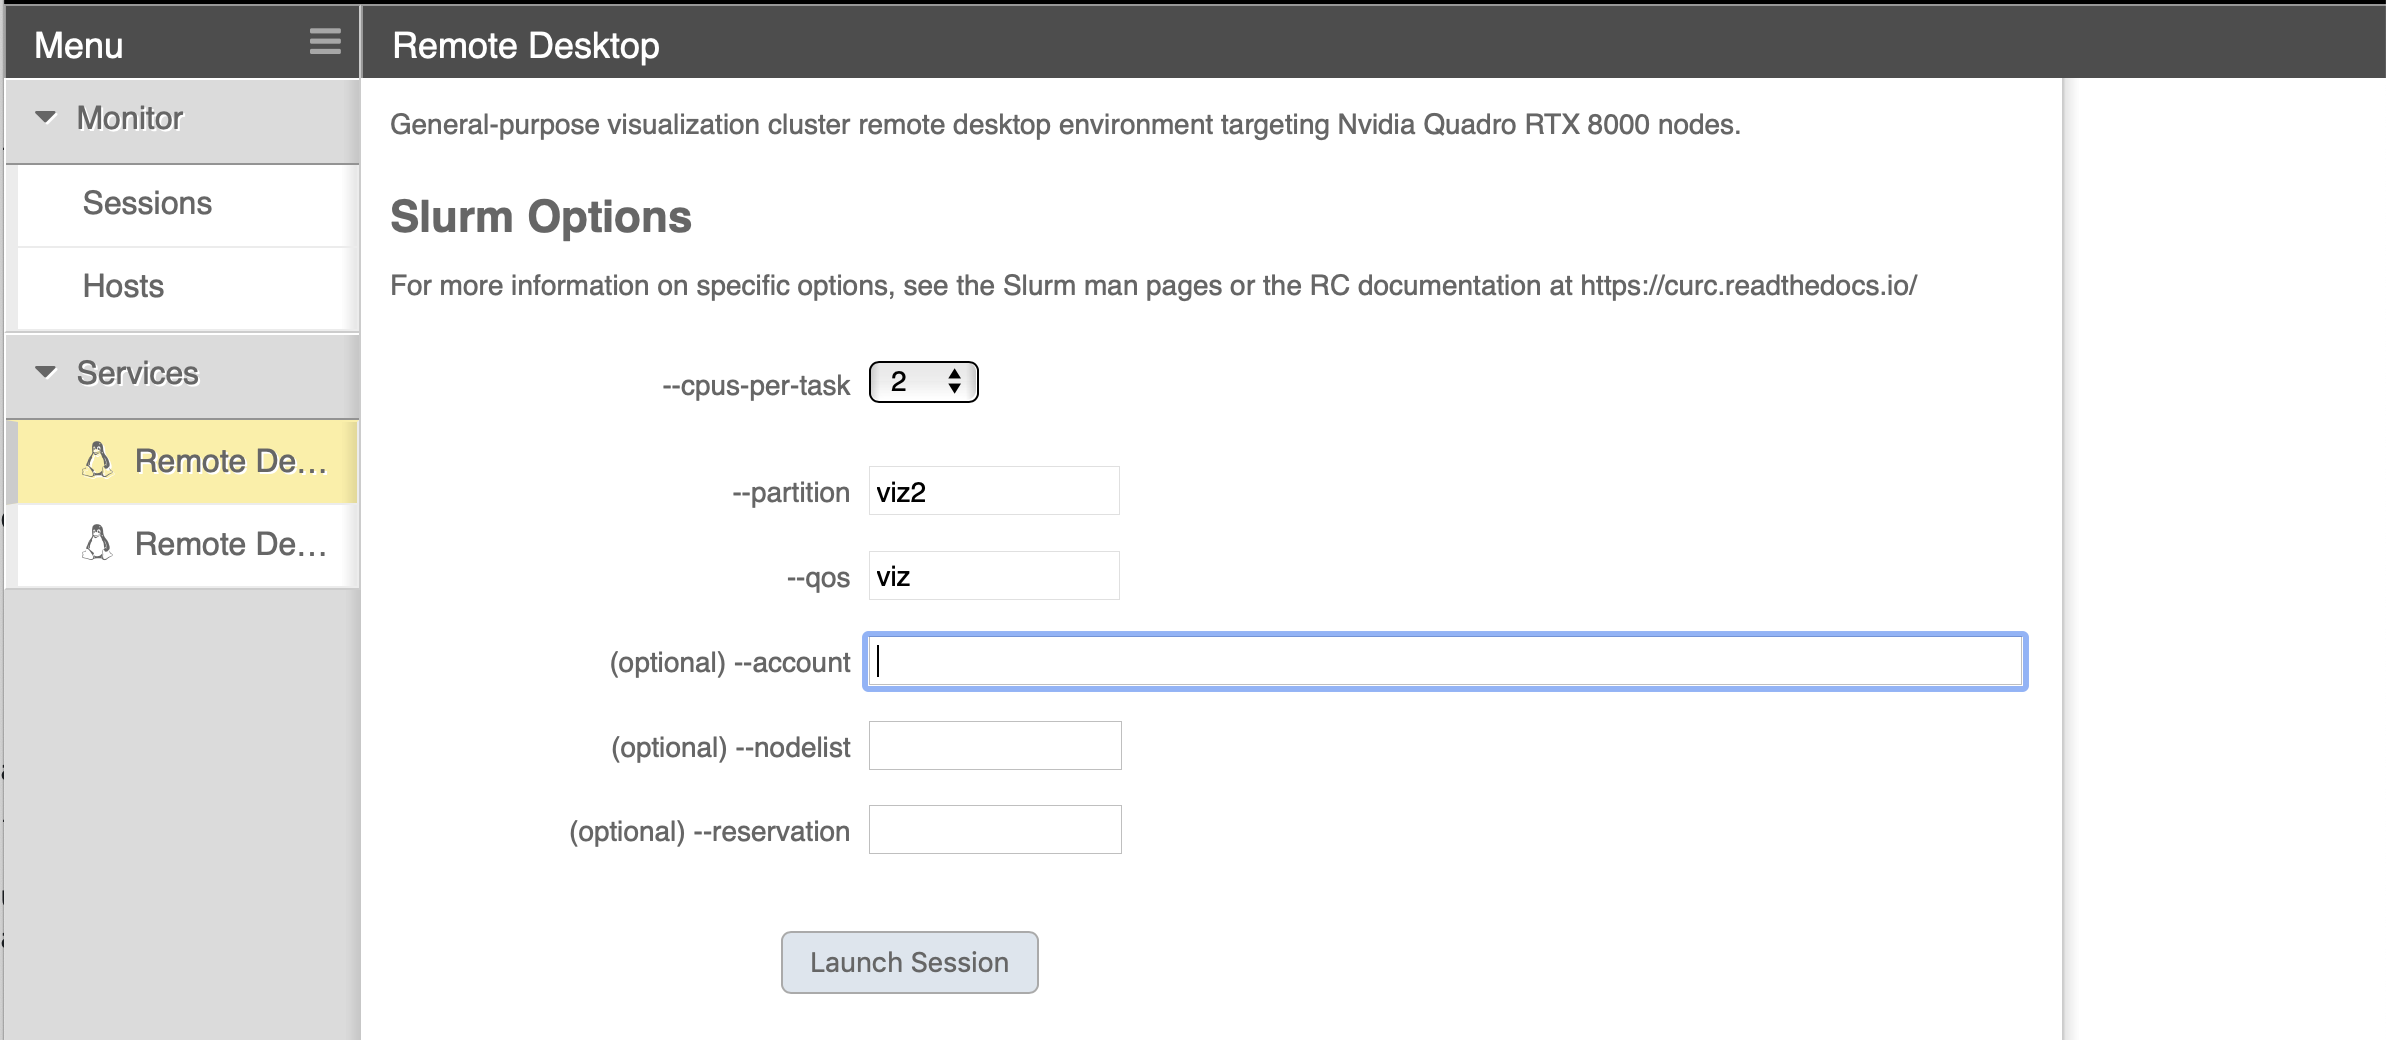 Menu
Remote Desktop
Monitor
Sessions
Hosts
Services
Remote De...
Remote De...
General-purpose visualization cluster remote desktop environment targeting Nvidia Quadro RTX 8000 nodes.
Slurm Options
For more information on specific options, see the Slurm man pages or the RC documentation at https://curc.readthedocs.io/
--cpus-per-task 2
--partition viz2
--qos viz
(optional) --account
(optional) --nodelist
(optional) --reservation
Launch Session